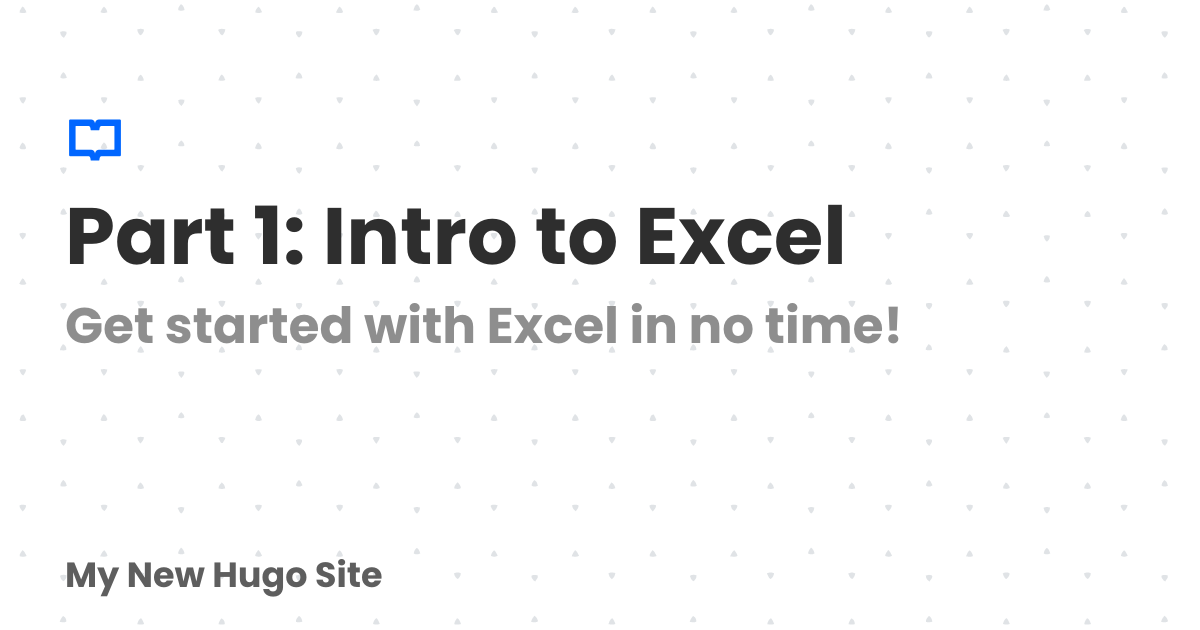 Part 1: Intro to Excel
Get started with Excel in no time!
My New Hugo Site